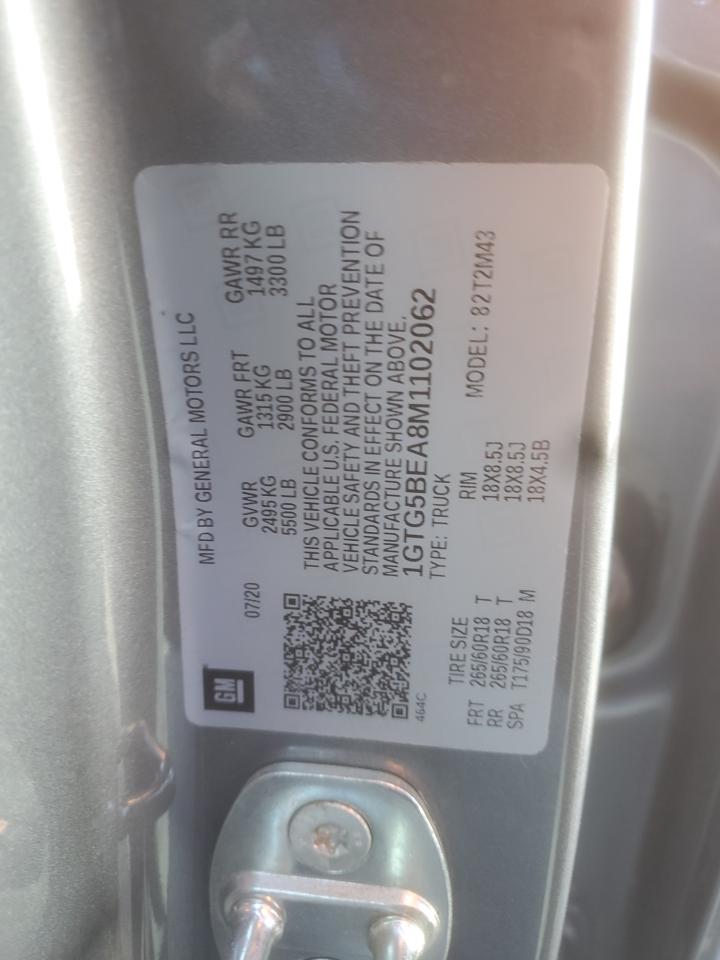 GM
MFD BY GENERAL MOTORS LLC
07/20
GVWR GAWR FRT GAWR RR
2495 KG 1315 KG 1497 KG
5500 LB 2900 LB 3300 LB
THIS VEHICLE CONFORMS TO ALL
APPLICABLE U.S. FEDERAL MOTOR
VEHICLE SAFETY AND THEFT PREVENTION
STANDARDS IN EFFECT ON THE DATE OF
MANUFACTURE SHOWN ABOVE.
1GTG5BEA8M1102062
TYPE: TRUCK
464C
MODEL: 82T2M43
TIRE SIZE RIM
FRT 265/60R18 T 18X8.5J
RR 265/60R18 T 18X8.5J
SPA T175/90D18 M 18X4.5B